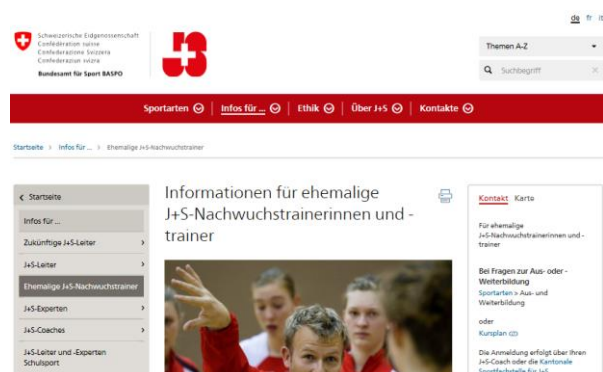 de fr it
Schweizerische Eidgenossenschaft
Confédération suisse
Confederazione Svizzera
Confederaziun svizra
Bundesamt für Sport BASPO
Themen A-Z
Suchbegriff
Sportarten | Infos für ... | Ethik | Über J+S | Kontakte
Startseite > Infos für ... > Ehemalige J+S-Nachwuchstrainer
Startseite
Infos für ...
Zukünftige J+S-Leiter
J+S-Leiter
Ehemalige J+S-Nachwuchstrainer
J+S-Experten
J+S-Coaches
J+S-Leiter und -Experten
Schulsport
Informationen für ehemalige
J+S-Nachwuchstrainerinnen und -
trainer
Kontakt Karte
Für ehemalige
J+S-Nachwuchstrainerinnen und -
trainer
Bei Fragen zur Aus- oder -
Weiterbildung
Sportarten > Aus- und
Weiterbildung
oder
Kursplan
Die Anmeldung erfolgt über Ihren
J+S-Coach oder die Kantonale
Sportfachstelle für J+S